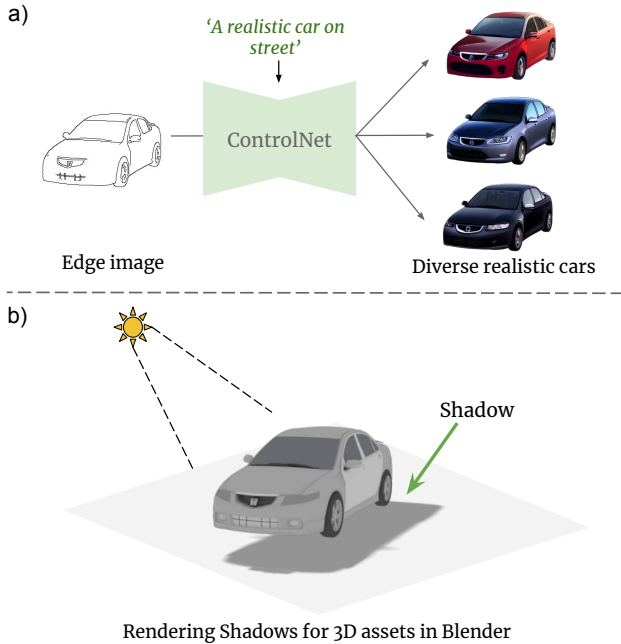 a)
‘A realistic car on
street’
ControlNet
Edge image
Diverse realistic cars
b)
Shadow
Rendering Shadows for 3D assets in Blender